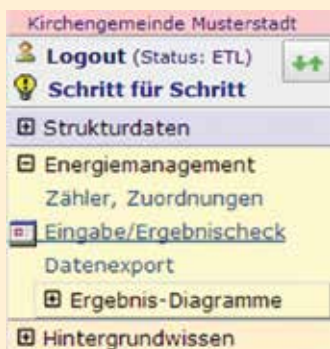 Kirchengemeinde Musterstadt
Logout (Status: ETL)
Schritt für Schritt
Strukturdaten
Energiemanagement
Zähler, Zuordnungen
Eingabe/Ergebnischeck
Datenexport
Ergebnis-Diagramme
Hintergrundwissen